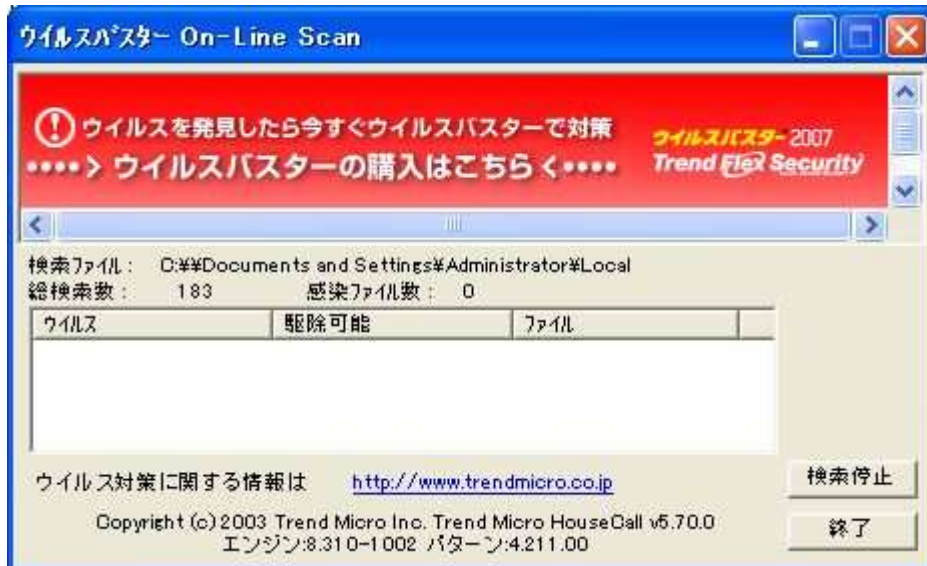 ウイルスバスター On-Line Scan
ウイルスを発見したら今すぐウイルスバスターで対策
••••> ウイルスバスターの購入はこちら <••••
ウイルスバスター 2007
Trend Flex Security
検索ファイル: C:¥¥Documents and Settings¥Administrator¥Local
総検索数: 183 感染ファイル数: 0
ウイルス 駆除可能 ファイル
ウイルス対策に関する情報は http://www.trendmicro.co.jp
検索停止
Copyright (c) 2003 Trend Micro Inc. Trend Micro HouseCall v5.70.0
エンジン:8.310-1002 パターン:4.211.00
終了